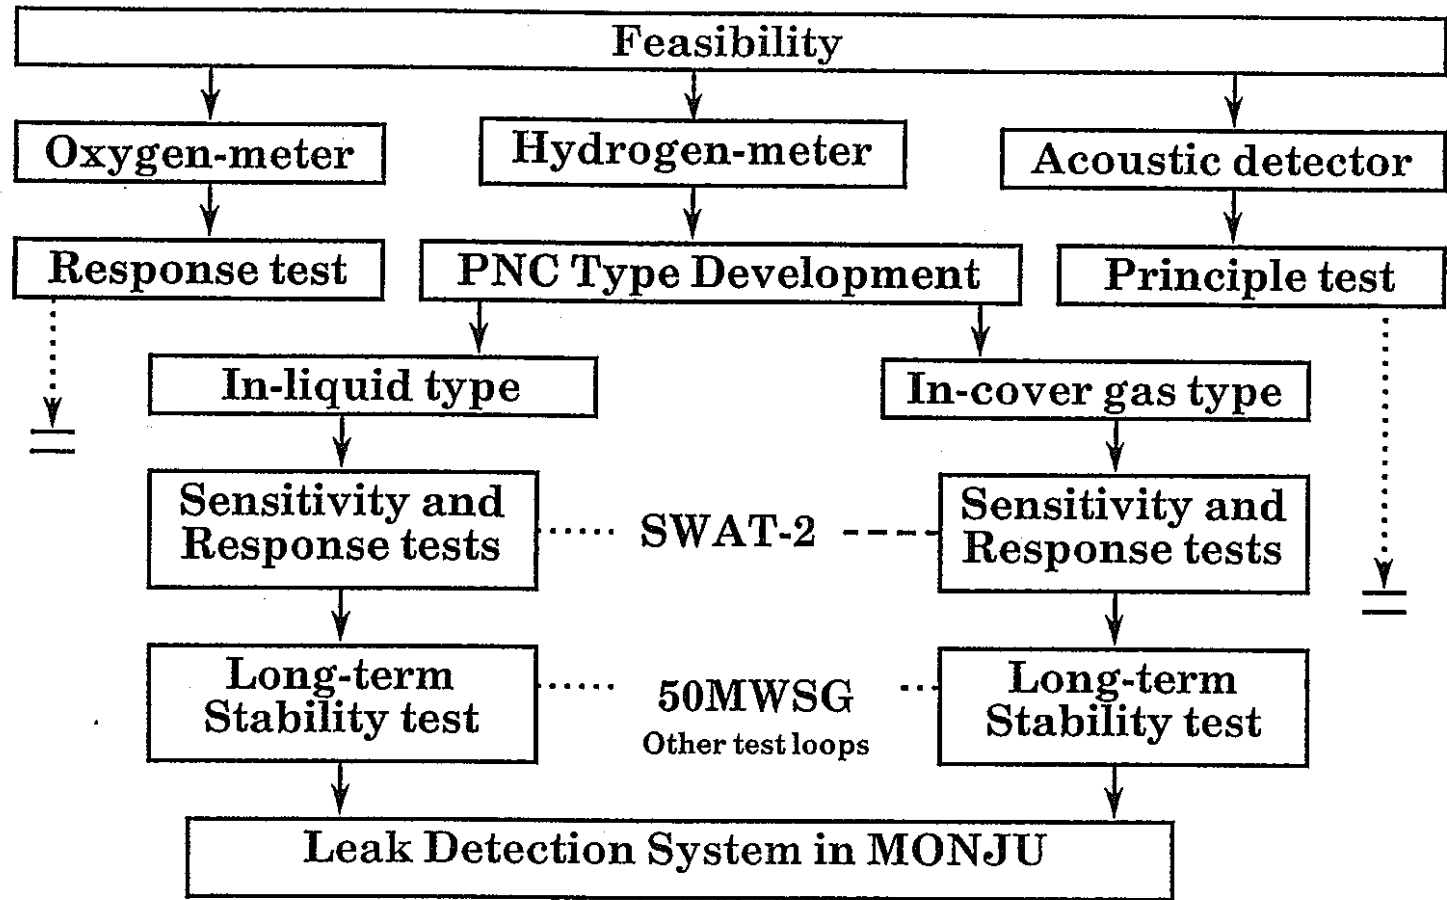 Feasibility
Oxygen-meter
Hydrogen-meter
Acoustic detector
Response test
PNC Type Development
Principle test
In-liquid type
In-cover gas type
Sensitivity and
Response tests
SWAT-2
Sensitivity and
Response tests
Long-term
Stability test
50MWSG
Other test loops
Long-term
Stability test
Leak Detection System in MONJU